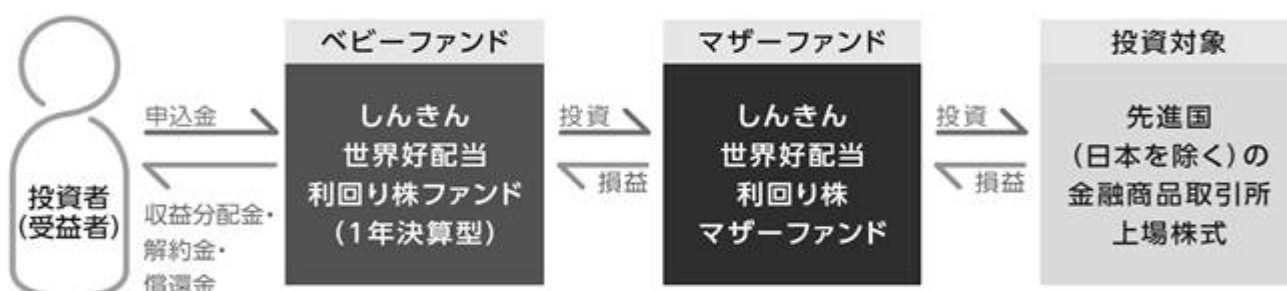 投資者
(受益者)
申込金
収益分配金・
解約金・
償還金
ベビーファンド
しんきん
世界好配当
利回り株ファンド
(1年決算型)
投資
損益
マザーファンド
しんきん
世界好配当
利回り株
マザーファンド
投資
損益
投資対象
先進国
(日本を除く)の
金融商品取引所
上場株式